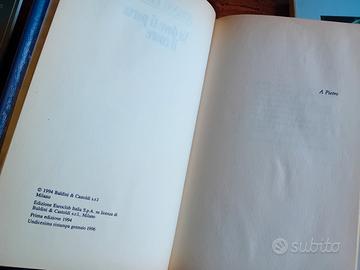 A Pietro
© 1994 Baldini & Castoldi s.r.l
Milano
Edizione Euroclub Italia S.p.A. su licenza di
Baldini & Castoldi s.r.l., Milano
Prima edizione 1994
Undicesima ristampa gennaio 1996
subito